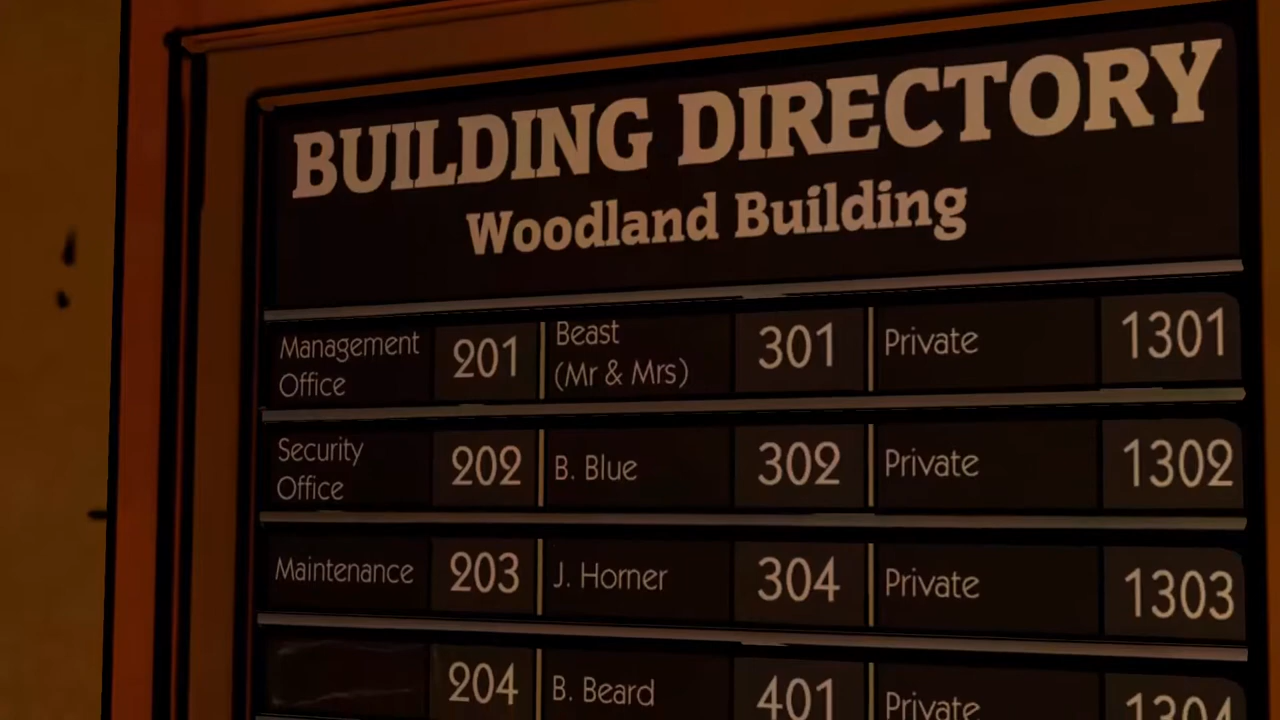 BUILDING DIRECTORY
Woodland Building
Management Office 201 Beast (Mr & Mrs) 301 Private 1301
Security Office 202 B. Blue 302 Private 1302
Maintenance 203 J. Horner 304 Private 1303
204 B. Beard 401 Private 1304